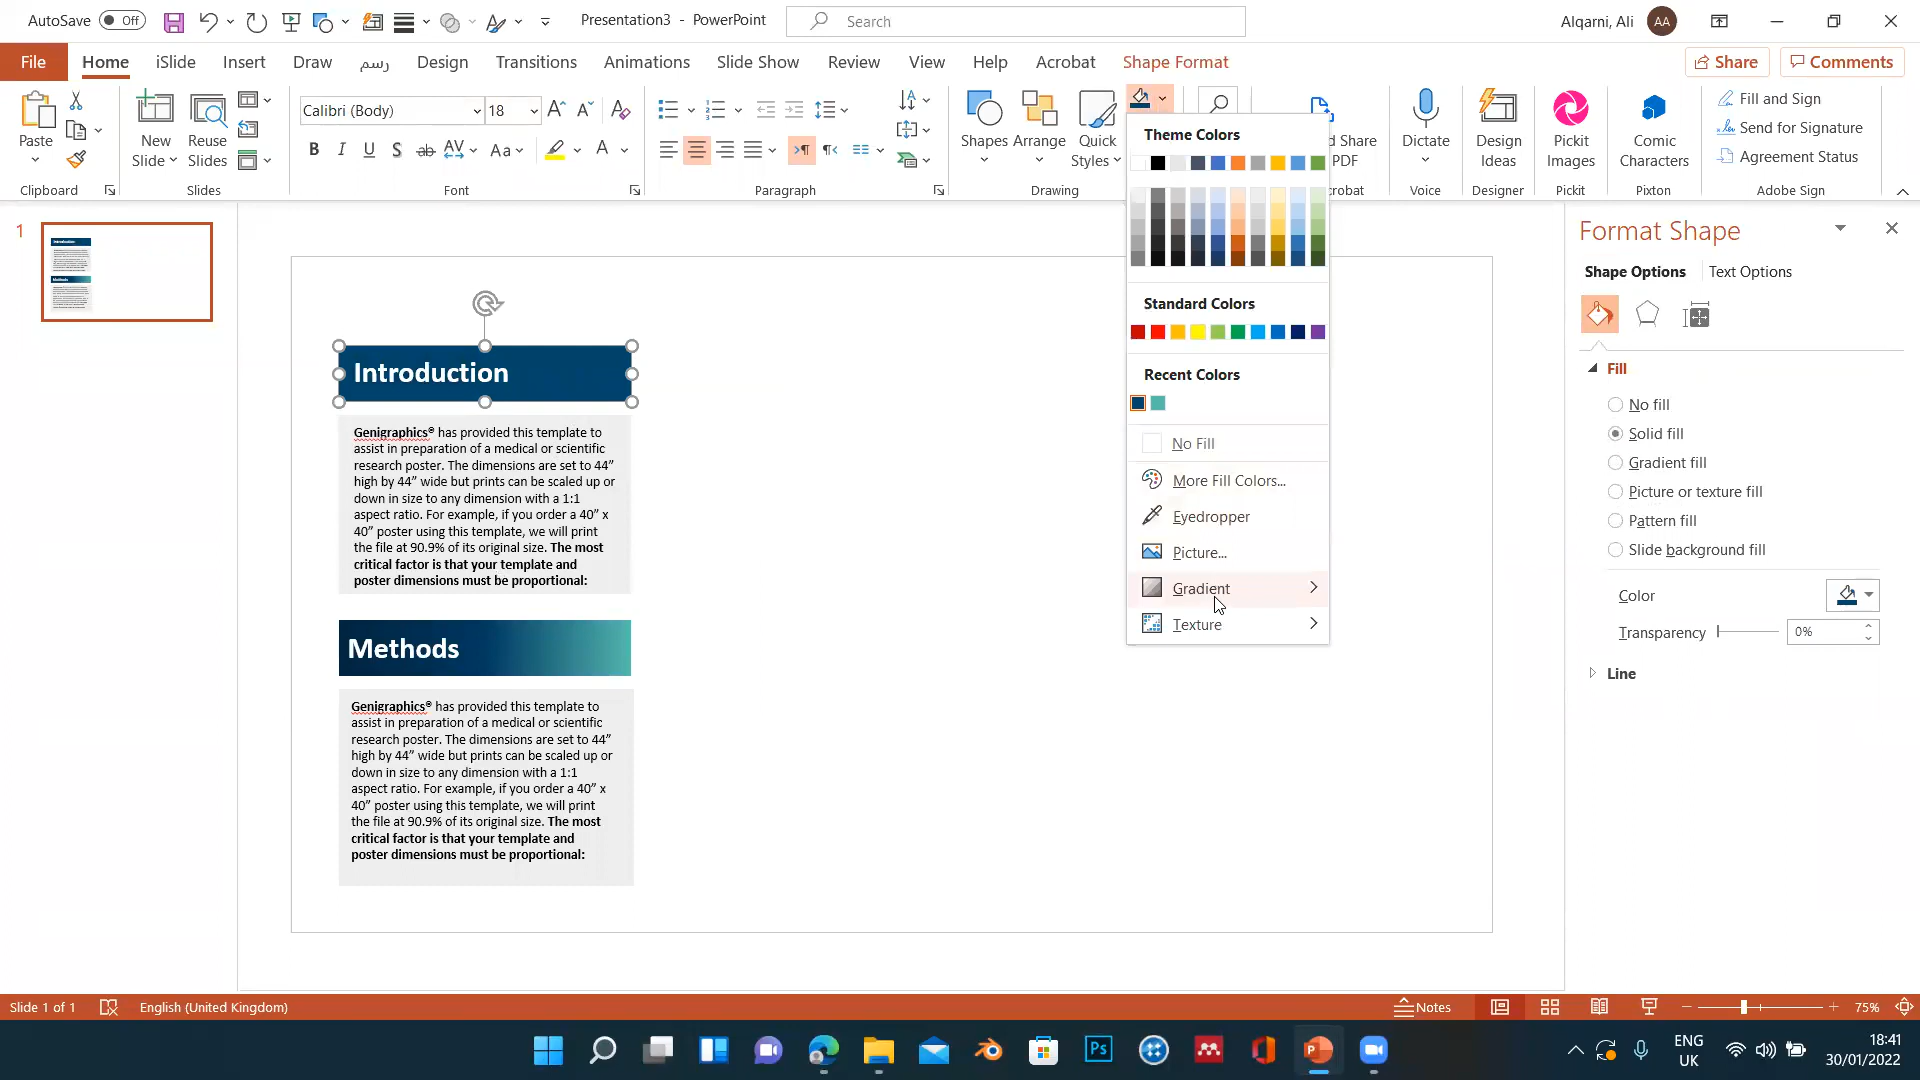 AutoSave Off Presentation3 - PowerPoint Search Alqarni, Ali AA
File Home iSlide Insert Draw رسم Design Transitions Animations Slide Show Review View Help Acrobat Shape Format Share Comments
Calibri (Body) 18
Paste New Slide Reuse Slides
B I U S ab AV Aa A
Shapes Arrange Quick Styles
Dictate Design Ideas Pickit Images Comic Characters
Fill and Sign
Send for Signature
Agreement Status
d Share
PDF
Clipboard Slides Font Paragraph Drawing crobat Voice Designer Pickit Pixton Adobe Sign
Theme Colors
Standard Colors
Recent Colors
No Fill
More Fill Colors...
Eyedropper
Picture...
Gradient
Texture
1
Introduction
Methods
Introduction
Genigraphics® has provided this template to
assist in preparation of a medical or scientific
research poster. The dimensions are set to 44”
high by 44” wide but prints can be scaled up or
down in size to any dimension with a 1:1
aspect ratio. For example, if you order a 40” x
40” poster using this template, we will print
the file at 90.9% of its original size. The most
critical factor is that your template and
poster dimensions must be proportional:
Methods
Genigraphics® has provided this template to
assist in preparation of a medical or scientific
research poster. The dimensions are set to 44”
high by 44” wide but prints can be scaled up or
down in size to any dimension with a 1:1
aspect ratio. For example, if you order a 40” x
40” poster using this template, we will print
the file at 90.9% of its original size. The most
critical factor is that your template and
poster dimensions must be proportional:
Format Shape
Shape Options Text Options
Fill
No fill
Solid fill
Gradient fill
Picture or texture fill
Pattern fill
Slide background fill
Color
Transparency 0%
Line
Slide 1 of 1 English (United Kingdom) Notes 75%
Ps
ENG
UK
18:41
30/01/2022